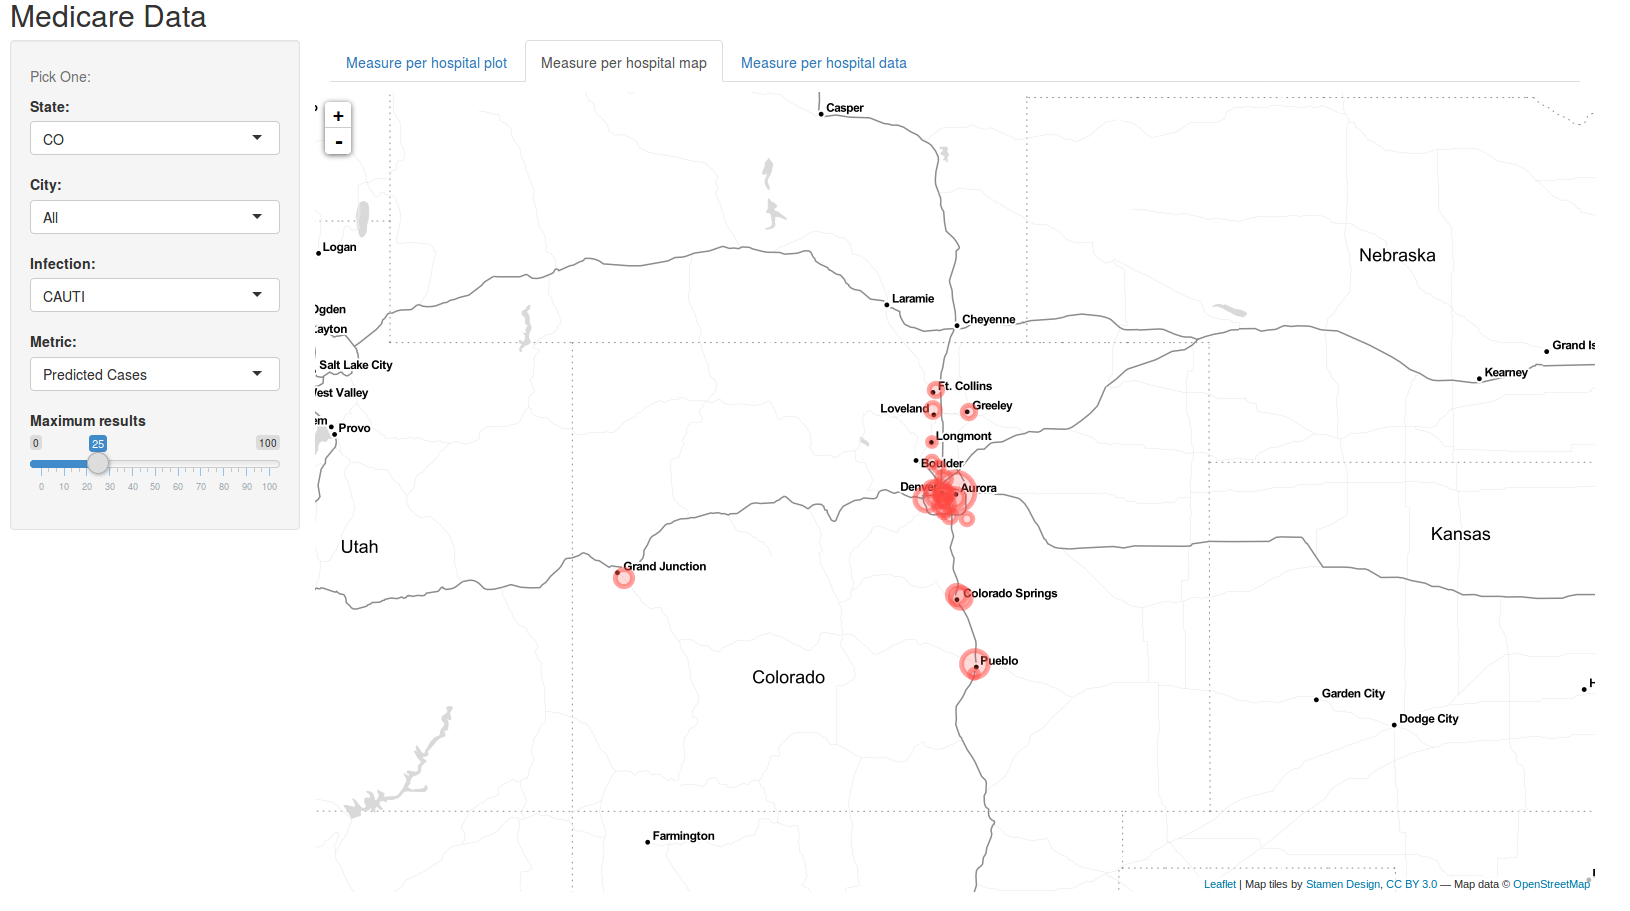 Medicare Data
Pick One:
State:
CO
City:
All
Infection:
CAUTI
Metric:
Predicted Cases
Maximum results
0
25
100
0 10 20 30 40 50 60 70 80 90 100
Measure per hospital plot
Measure per hospital map
Measure per hospital data
+
-
Casper
Logan
Nebraska
Laramie
Ogden
Cheyenne
Layton
Grand Is
Salt Lake City
Kearney
West Valley
Ft. Collins
Loveland
Greeley
em
Provo
Longmont
Boulder
Denver
Aurora
Kansas
Utah
Grand Junction
Colorado Springs
Pueblo
Colorado
Garden City
Dodge City
Farmington
Leaflet | Map tiles by Stamen Design, CC BY 3.0 — Map data © OpenStreetMap